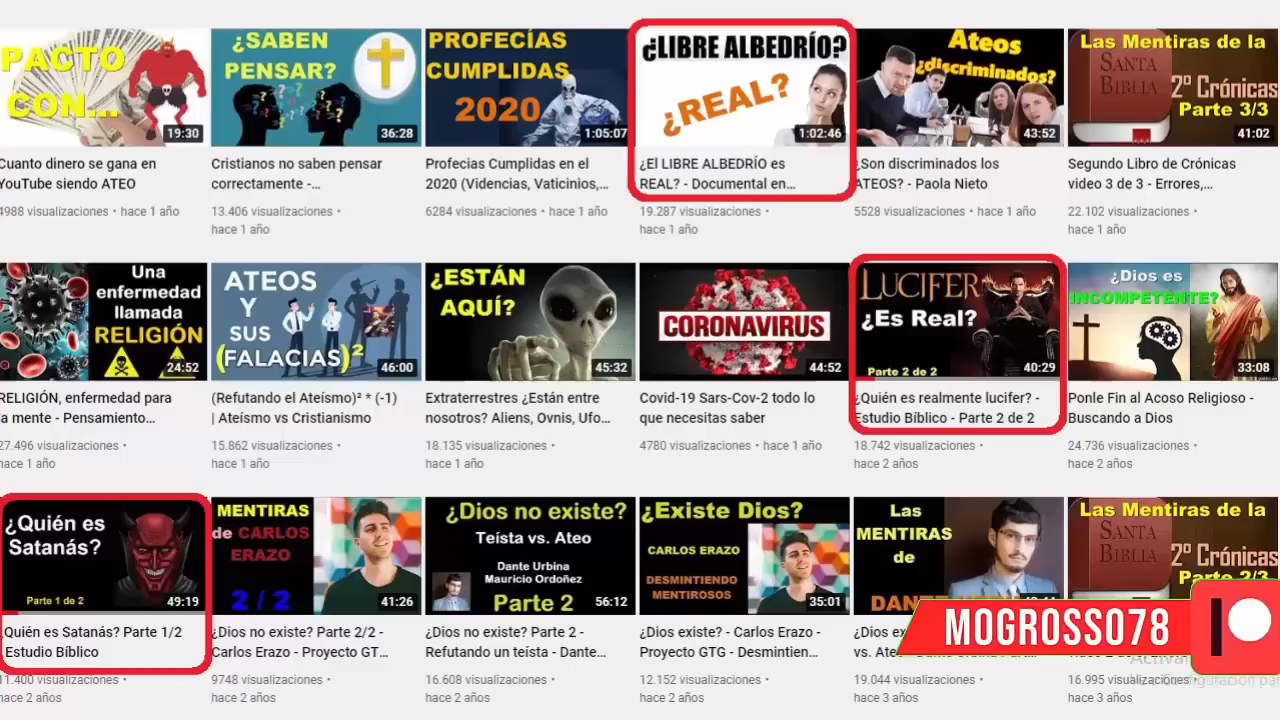 PACTO
CON...
19:30
Cuanto dinero se gana en
YouTube siendo ATEO
4988 visualizaciones • hace 1 año
¿SABEN
PENSAR?
36:28
Cristianos no saben pensar
correctamente -...
13.406 visualizaciones •
hace 1 año
PROFECÍAS
CUMPLIDAS
2020
1:05:07
Profecias Cumplidas en el
2020 (Videncias, Vaticinios,...
6284 visualizaciones • hace 1 año
¿LIBRE ALBEDRÍO?
¿REAL?
1:02:46
¿El LIBRE ALBEDRÍO es
REAL? - Documental en...
19.287 visualizaciones •
hace 1 año
Ateos
¿discriminados?
43:52
¿Son discriminados los
ATEOS? - Paola Nieto
5528 visualizaciones • hace 1 año
Las Mentiras de la
SANTA
BIBLIA
2º Crónicas
Parte 3/3
41:02
Segundo Libro de Crónicas
video 3 de 3 - Errores,...
22.102 visualizaciones •
hace 1 año
Una
enfermedad
llamada
RELIGIÓN
24:52
RELIGIÓN, enfermedad para
la mente - Pensamiento...
27.496 visualizaciones •
hace 1 año
ATEOS
Y
SUS
(FALACIAS)²
46:00
(Refutando el Ateísmo)² * (-1)
| Ateísmo vs Cristianismo
15.862 visualizaciones •
hace 1 año
¿ESTÁN
AQUÍ?
45:32
Extraterrestres ¿Están entre
nosotros? Aliens, Ovnis, Ufo...
18.135 visualizaciones •
hace 1 año
CORONAVIRUS
44:52
Covid-19 Sars-Cov-2 todo lo
que necesitas saber
4780 visualizaciones • hace 1 año
LUCIFER
¿Es Real?
Parte 2 de 2
40:29
¿Quién es realmente lucifer? -
Estudio Bíblico - Parte 2 de 2
18.742 visualizaciones •
hace 2 años
¿Dios es
INCOMPETENTE?
33:08
Ponle Fin al Acoso Religioso -
Buscando a Dios
24.736 visualizaciones •
hace 2 años
¿Quién es
Satanás?
Parte 1 de 2
49:19
¿Quién es Satanás? Parte 1/2
Estudio Bíblico
11.400 visualizaciones •
hace 2 años
MENTIRAS
de CARLOS
ERAZO
2 / 2
41:26
¿Dios no existe? Parte 2/2 -
Carlos Erazo - Proyecto GT...
9748 visualizaciones •
hace 2 años
¿Dios no existe?
Teísta vs. Ateo
Dante Urbina
Mauricio Ordoñez
Parte 2
56:12
¿Dios no existe? Parte 2 -
Refutando un teísta - Dante...
16.608 visualizaciones •
hace 2 años
¿Existe Dios?
CARLOS ERAZO
DESMINTIENDO
MENTIROSOS
35:01
¿Dios existe? - Carlos Erazo -
Proyecto GTG - Desmintien...
12.152 visualizaciones •
hace 2 años
Las
MENTIRAS
de
¿Dios
vs.
19.044 visualizaciones •
hace 3 años
Las Mentiras de la
SANTA
BIBLIA
2º Crónicas
Parte 2/3
16.995 visualizaciones •
hace 3 años
MOGROSSO78